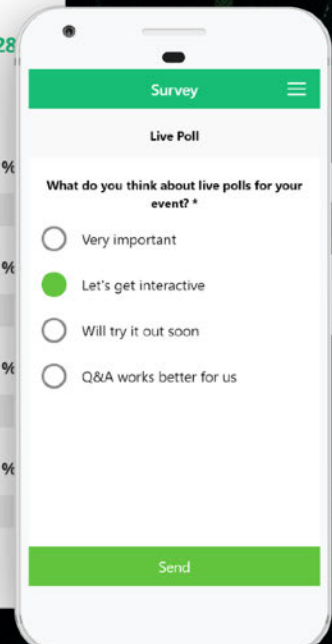 28
Survey
Live Poll
What do you think about live polls for your
event? *
Very important
%
Let's get interactive
%
Will try it out soon
%
Q&A works better for us
%
Send